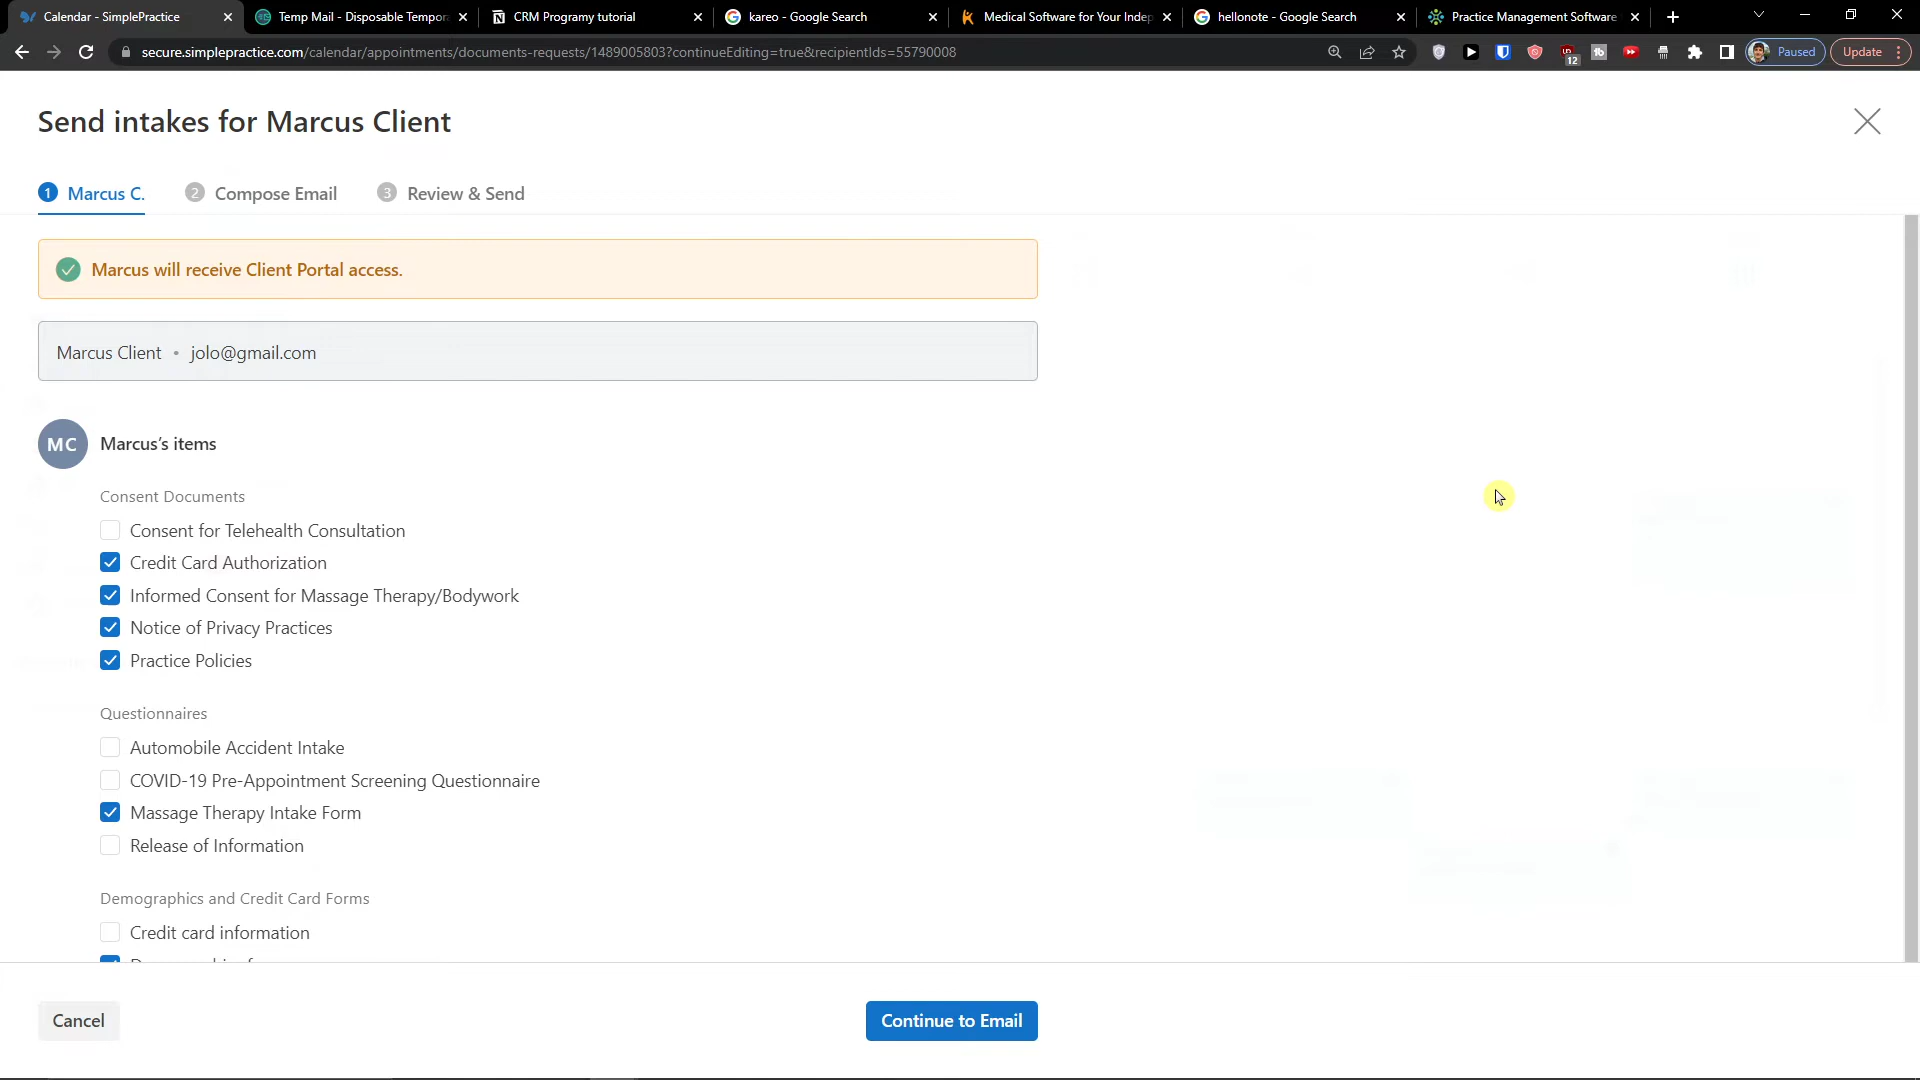 Calendar - SimplePractice
Temp Mail - Disposable Tempora
CRM Programy tutorial
kareo - Google Search
Medical Software for Your Indep
hellonote - Google Search
Practice Management Software
secure.simplepractice.com/calendar/appointments/documents-requests/1489005803?continueEditing=true&recipientIds=55790008
12
Paused
Update
Send intakes for Marcus Client
1 Marcus C.
2 Compose Email
3 Review & Send
Marcus will receive Client Portal access.
Marcus Client • jolo@gmail.com
MC Marcus’s items
Consent Documents
Consent for Telehealth Consultation
Credit Card Authorization
Informed Consent for Massage Therapy/Bodywork
Notice of Privacy Practices
Practice Policies
Questionnaires
Automobile Accident Intake
COVID-19 Pre-Appointment Screening Questionnaire
Massage Therapy Intake Form
Release of Information
Demographics and Credit Card Forms
Credit card information
Cancel
Continue to Email